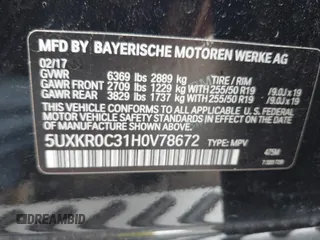 MFD BY BAYERISCHE MOTOREN WERKE AG
02/17
GVWR 6369 lbs 2889 kg TIRE / RIM
GAWR FRONT 2709 lbs 1229 kg 255/50 R19 /9.0J x 19
GAWR REAR 3829 lbs 1737 kg 255/50 R19 /9.0J x 19
THIS VEHICLE CONFORMS TO ALL APPLICABLE U.S. FEDERAL
MOTOR VEHICLE SAFETY STANDARDS IN EFFECT ON THE
DATE OF MANUFACTURE SHOWN ABOVE
5UXKR0C31H0V78672 TYPE: MPV
475M
DREAMBID